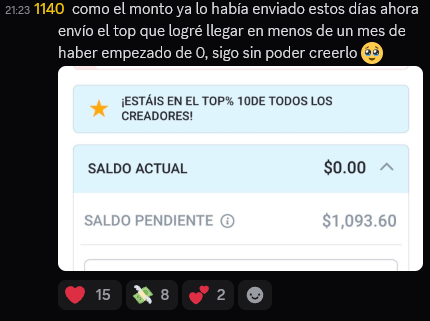 21:23 1140 como el monto ya lo había enviado estos días ahora
envío el top que logré llegar en menos de un mes de
haber empezado de 0, sigo sin poder creerlo 🥹
¡ESTÁIS EN EL TOP% 10DE TODOS LOS
CREADORES!
SALDO ACTUAL $0.00
SALDO PENDIENTE $1,093.60
15 8 2